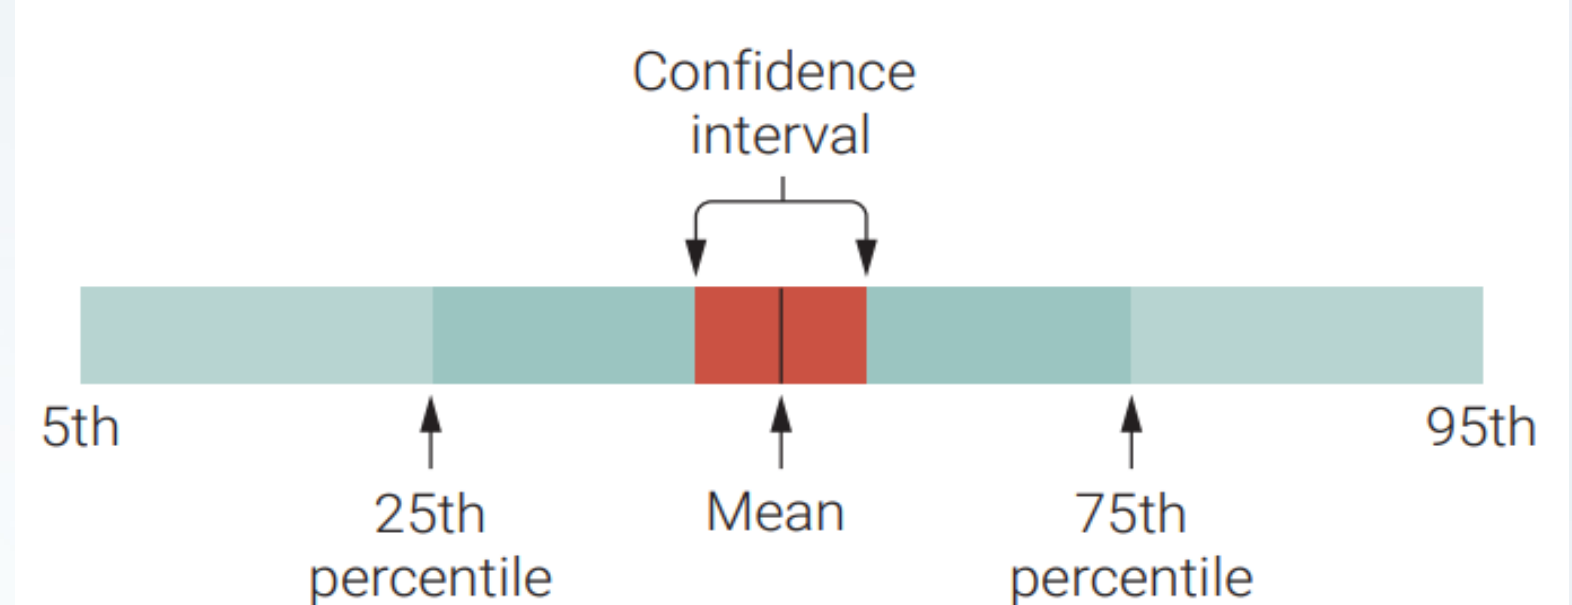 Confidence
interval
5th
95th
25th
percentile
Mean
75th
percentile